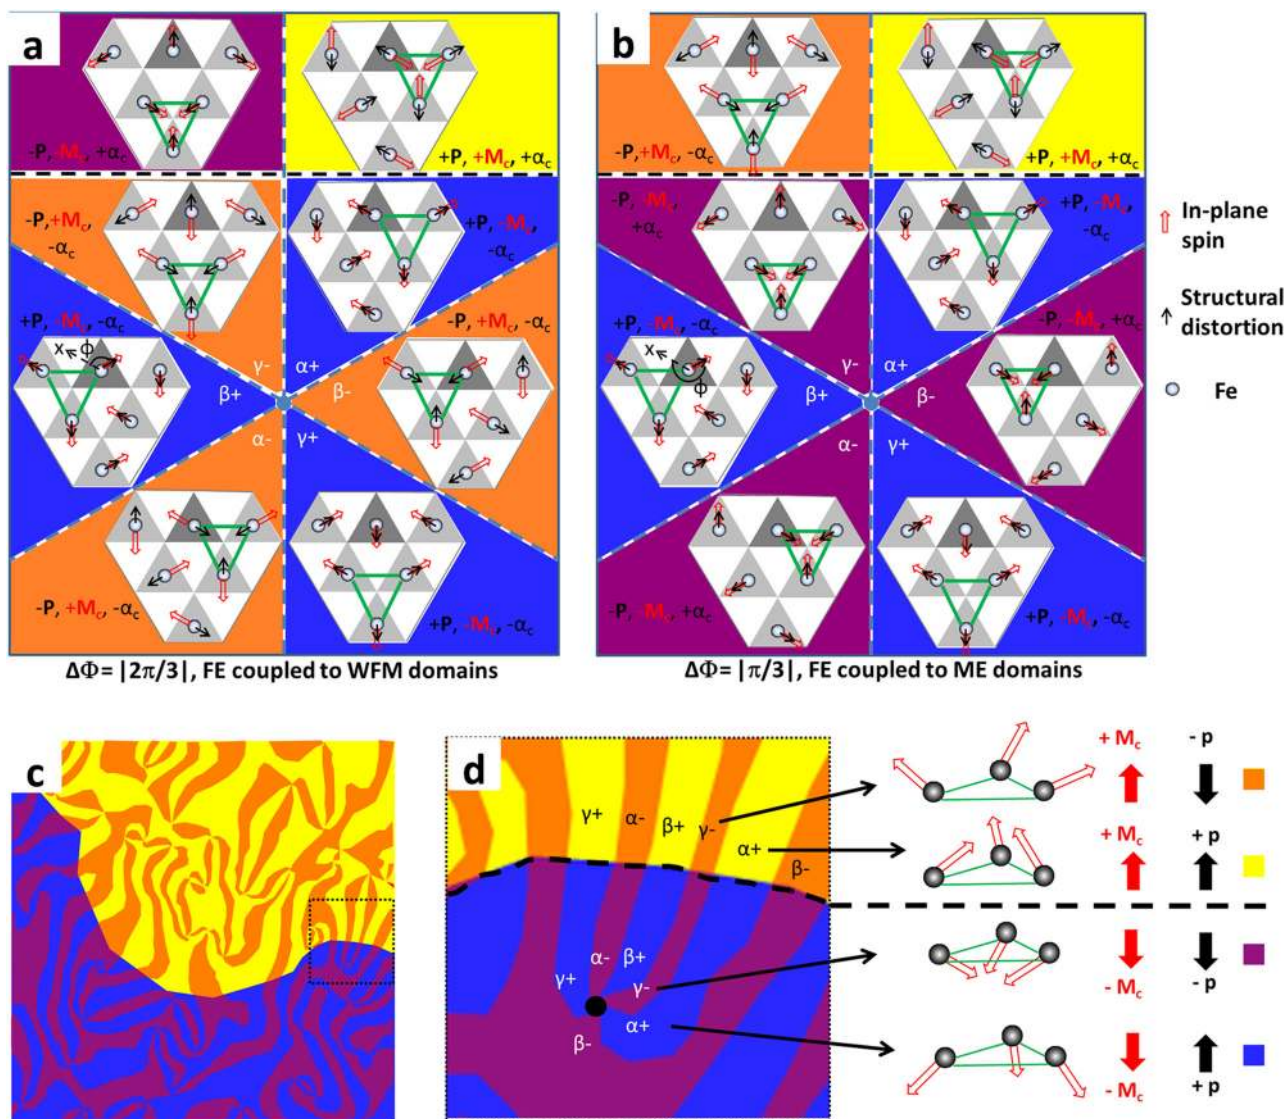 a
-P, -Mc, +αc
+P, +Mc, +αc
-P,+Mc,
-αc
+P, -Mc,
-αc
+P, -Mc, -αc
-P, +Mc, -αc
X
ϕ
γ-
α+
β+
β-
α-
γ+
-P, +Mc, -αc
+P, -Mc, -αc
ΔΦ= |2π/3|, FE coupled to WFM domains
b
-P,+Mc, -αc
+P, +Mc, +αc
-P, -Mc,
+αc
+P, -Mc,
-αc
+P, -Mc, -αc
-P, -Mc, +αc
X
ϕ
γ-
α+
β+
β-
α-
γ+
-P, -Mc, +αc
+P, -Mc, -αc
ΔΦ= |π/3|, FE coupled to ME domains
In-plane
spin
Structural
distortion
Fe
c
d
γ+
α-
β+
γ-
α+
β-
α-
β+
γ+
γ-
α+
β-
+ Mc
- p
+ Mc
+ p
- Mc
- p
- Mc
+ p